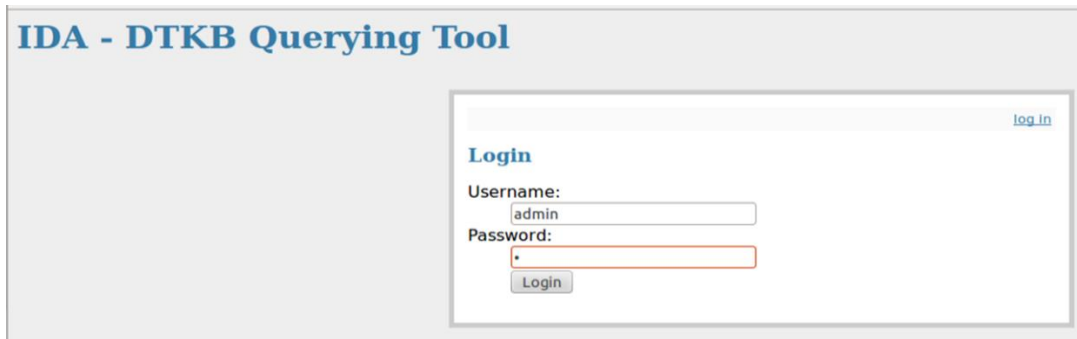 IDA - DTKB Querying Tool
log in
Login
Username:
admin
Password:
•
Login